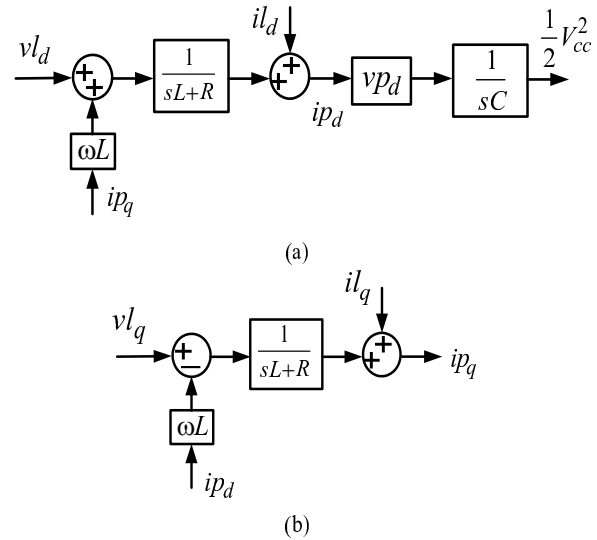 vl_d
+
+
1
sL+R
il_d
+
+
ip_d
vp_d
1
sC
1
2
V_cc^2
ωL
ip_q
(a)
vl_q
+
−
1
sL+R
il_q
+
+
ip_q
ωL
ip_d
(b)